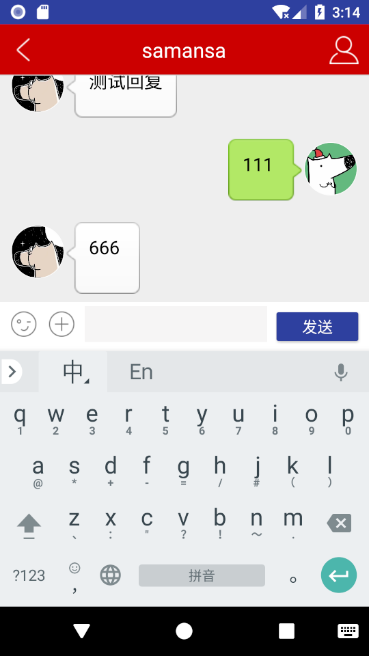 3:14
samansa
测试回复
111
666
发送
中 En
q w e r t y u i o p
1 2 3 4 5 6 7 8 9 0
a s d f g h j k l
@ * + - = / # ( )
z x c v b n m
、 : " ? ! ～ .
?123 , 拼音 。